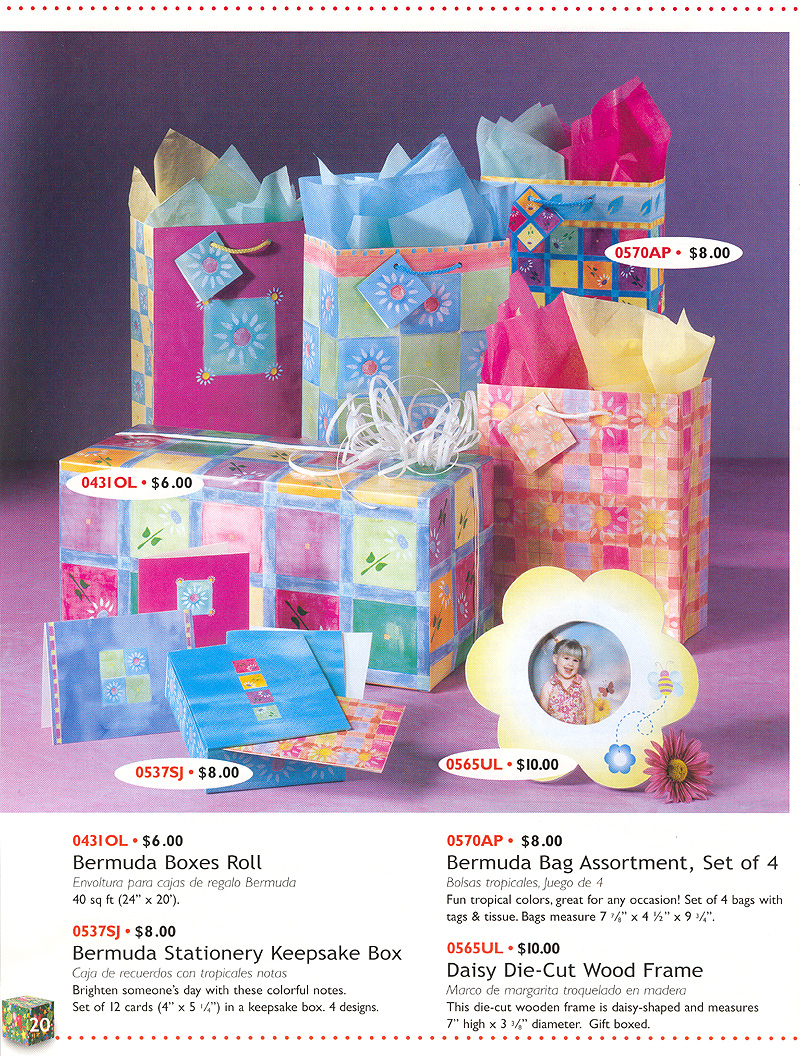 0570AP • $8.00
0431OL • $6.00
0537SJ • $8.00
0565UL • $10.00
0431OL • $6.00
Bermuda Boxes Roll
Envoltura para cajas de regalo Bermuda
40 sq ft (24” x 20’).
0537SJ • $8.00
Bermuda Stationery Keepsake Box
Caja de recuerdos con tropicales notas
Brighten someone’s day with these colorful notes.
Set of 12 cards (4” x 5 ¼”) in a keepsake box. 4 designs.
0570AP • $8.00
Bermuda Bag Assortment, Set of 4
Bolsas tropicales, Juego de 4
Fun tropical colors, great for any occasion! Set of 4 bags with
tags & tissue. Bags measure 7 ⅞” x 4 ½” x 9 ¾”.
0565UL • $10.00
Daisy Die-Cut Wood Frame
Marco de margarita troquelado en madera
This die-cut wooden frame is daisy-shaped and measures
7” high x 3 ⅜” diameter. Gift boxed.
20